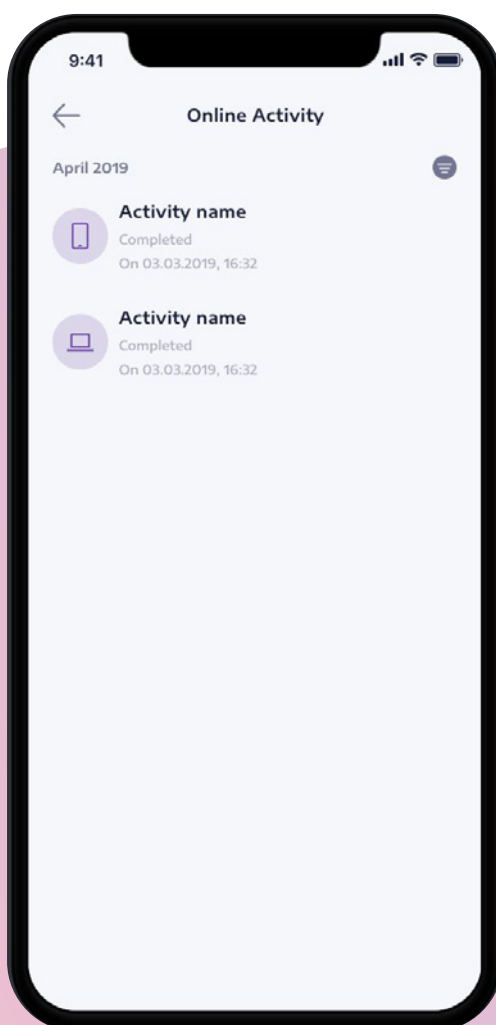 9:41
Online Activity
April 2019
Activity name
Completed
On 03.03.2019, 16:32
Activity name
Completed
On 03.03.2019, 16:32